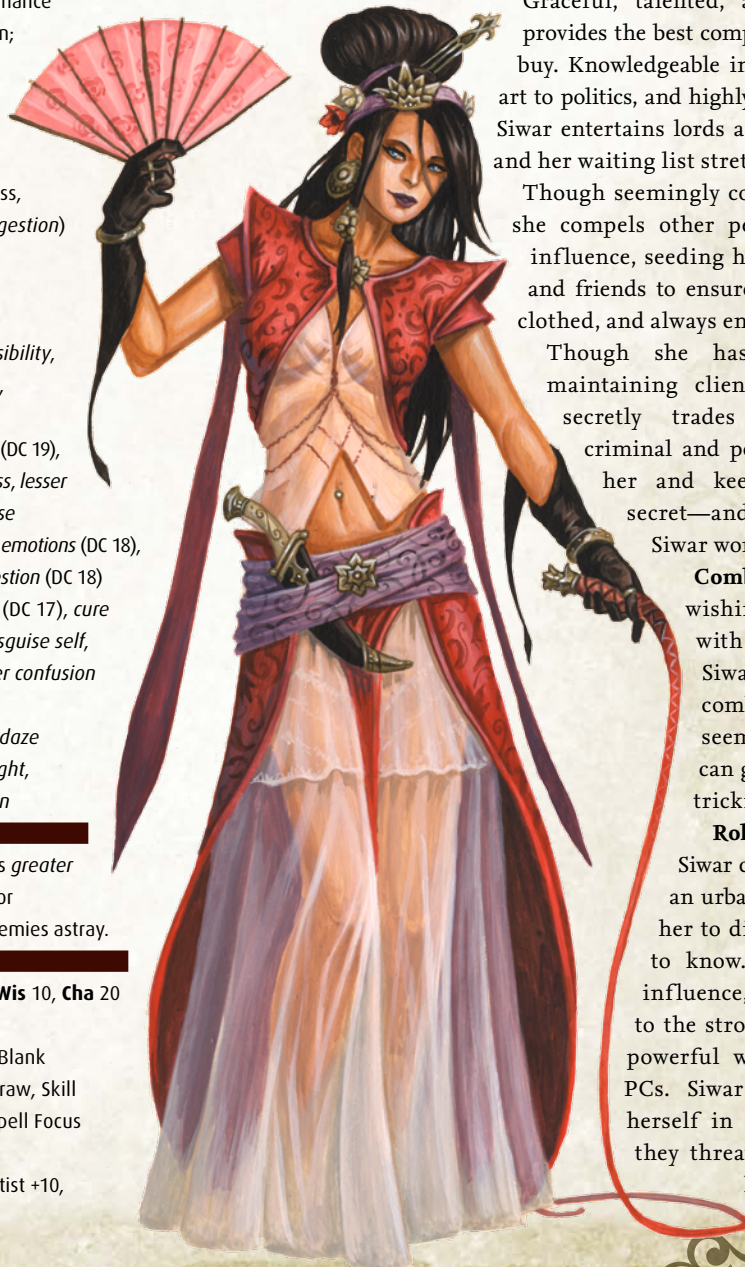 mance
n;
ss,
gestion)
sibility,
,
(DC 19),
ss, lesser
se
emotions (DC 18),
estion (DC 18)
(DC 17), cure
sguise self,
er confusion
daze
ght,
n
s greater
or
emies astray.
Wis 10, Cha 20
Blank
raw, Skill
pell Focus
tist +10,
Graceful, talented, a
provides the best comp
buy. Knowledgeable in
art to politics, and highly
Siwar entertains lords a
and her waiting list stret
Though seemingly co
she compels other pe
influence, seeding h
and friends to ensure
clothed, and always en
Though she has
maintaining clien
secretly trades
criminal and po
her and kee
secret—and
Siwar wor
Comb
wishin
with
Siwa
com
seem
can g
tricki
Rol
Siwar c
an urba
her to di
to know.
influence,
to the stro
powerful w
PCs. Siwar
herself in
they threa